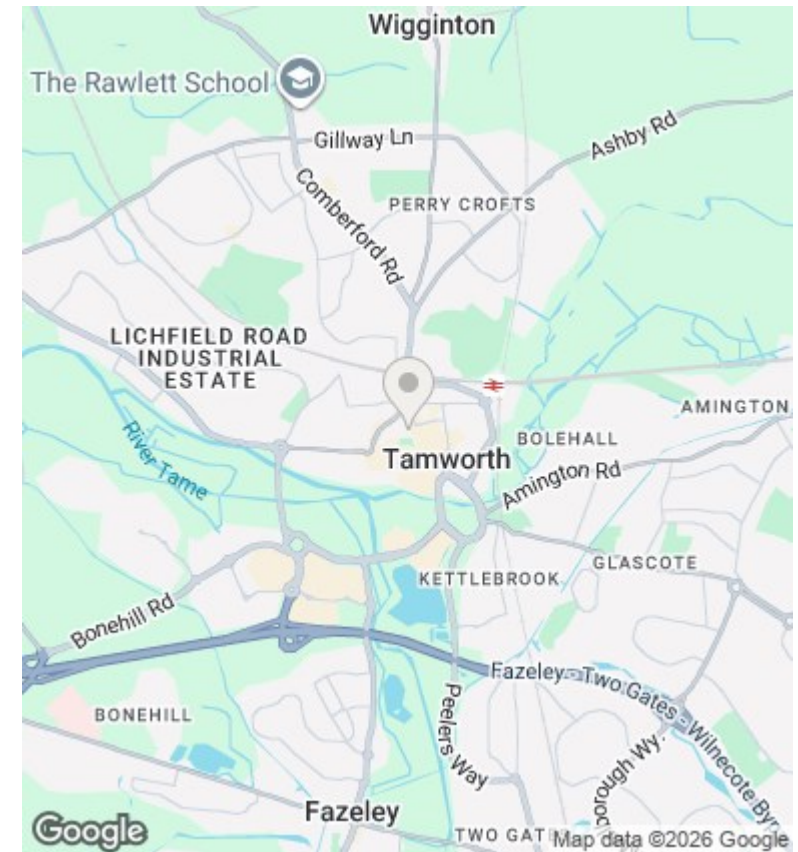 Wigginton
The Rawlett School
Gillway Ln
Ashby Rd
Comberford Rd
PERRY CROFTS
LICHFIELD ROAD
INDUSTRIAL
ESTATE
AMINGTON
BOLEHALL
River Tame
Tamworth
Amington Rd
GLASCOTE
KETTLEBROOK
Bonehill Rd
Fazeley - Two Gates - Wilnecote Byp
Peelers Way
BONEHILL
orough Wy.
Fazeley
TWO GAT
Google
Map data ©2026 Google